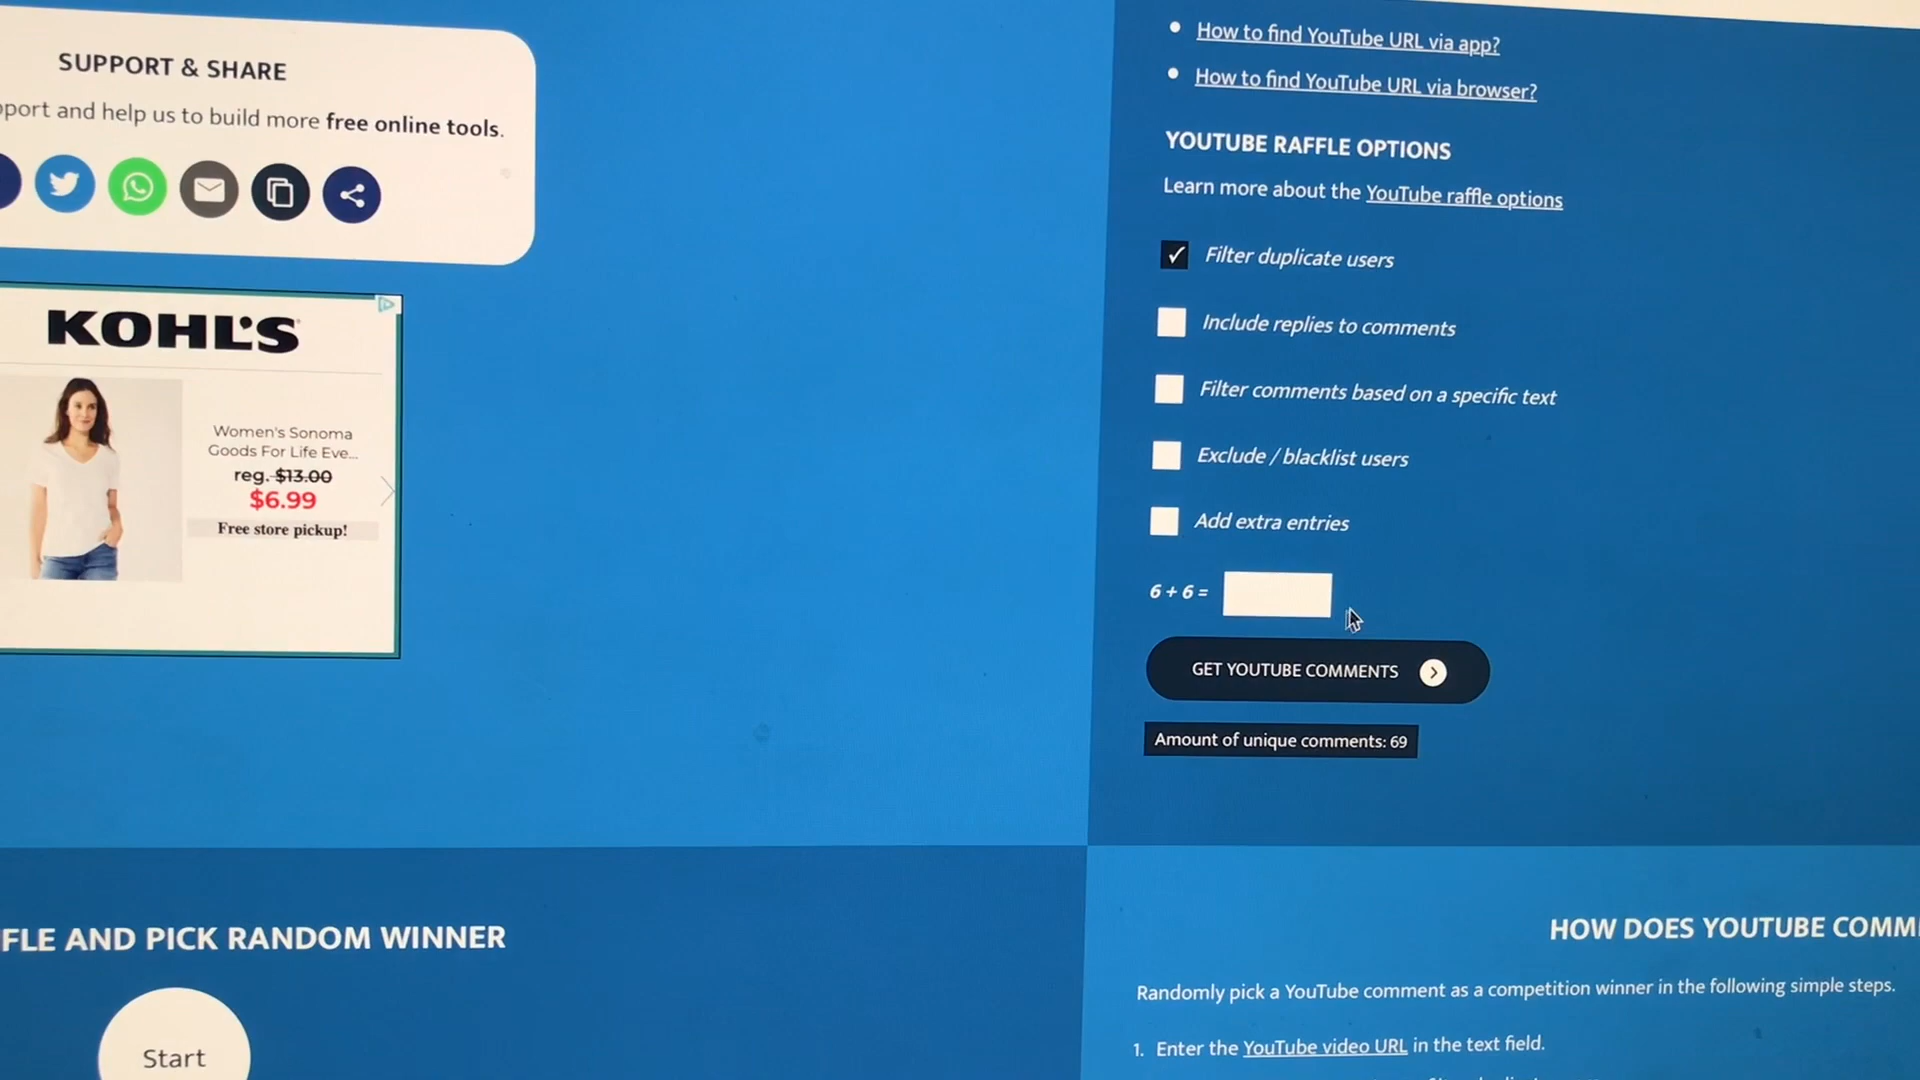 SUPPORT & SHARE
port and help us to build more free online tools.
KOHL'S
Women's Sonoma
Goods For Life Eve...
reg. $13.00
$6.99
Free store pickup!
How to find YouTube URL via app?
How to find YouTube URL via browser?
YOUTUBE RAFFLE OPTIONS
Learn more about the YouTube raffle options
Filter duplicate users
Include replies to comments
Filter comments based on a specific text
Exclude / blacklist users
Add extra entries
6 + 6 =
GET YOUTUBE COMMENTS
Amount of unique comments: 69
FLE AND PICK RANDOM WINNER
Start
HOW DOES YOUTUBE COMM
Randomly pick a YouTube comment as a competition winner in the following simple steps.
1. Enter the YouTube video URL in the text field.